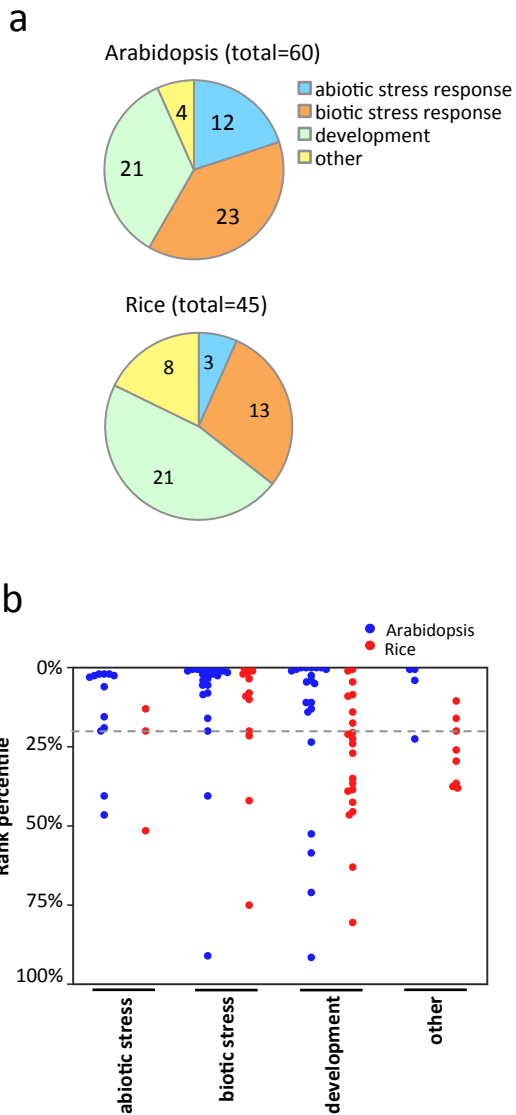 a
Arabidopsis (total=60)
abiotic stress response
biotic stress response
development
other
4
12
21
23
Rice (total=45)
3
8
13
21
b
Arabidopsis
Rice
0%
25%
50%
75%
100%
Rank percentile
abiotic stress
biotic stress
development
other